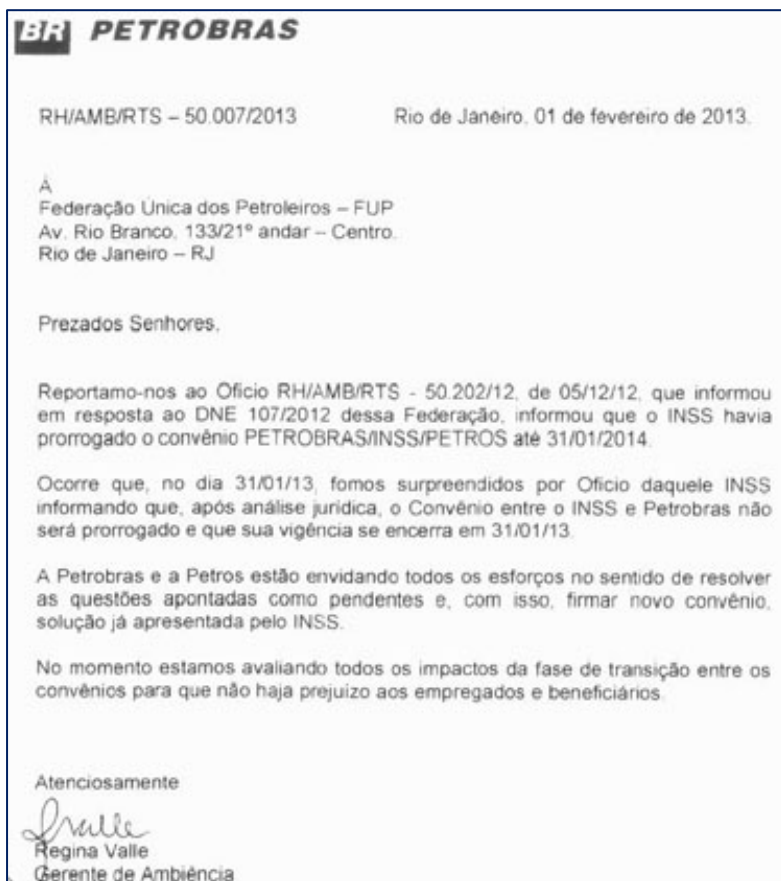 BR PETROBRAS
RH/AMB/RTS – 50.007/2013 Rio de Janeiro, 01 de fevereiro de 2013.
À
Federação Única dos Petroleiros – FUP
Av. Rio Branco, 133/21º andar – Centro.
Rio de Janeiro – RJ
Prezados Senhores,
Reportamo-nos ao Oficio RH/AMB/RTS - 50.202/12, de 05/12/12, que informou
em resposta ao DNE 107/2012 dessa Federação, informou que o INSS havia
prorrogado o convênio PETROBRAS/INSS/PETROS até 31/01/2014.
Ocorre que, no dia 31/01/13, fomos surpreendidos por Oficio daquele INSS
informando que, após análise jurídica, o Convênio entre o INSS e Petrobras não
será prorrogado e que sua vigência se encerra em 31/01/13.
A Petrobras e a Petros estão envidando todos os esforços no sentido de resolver
as questões apontadas como pendentes e, com isso, firmar novo convênio,
solução já apresentada pelo INSS.
No momento estamos avaliando todos os impactos da fase de transição entre os
convênios para que não haja prejuizo aos empregados e beneficiários.
Atenciosamente
Regina Valle
Gerente de Ambiência